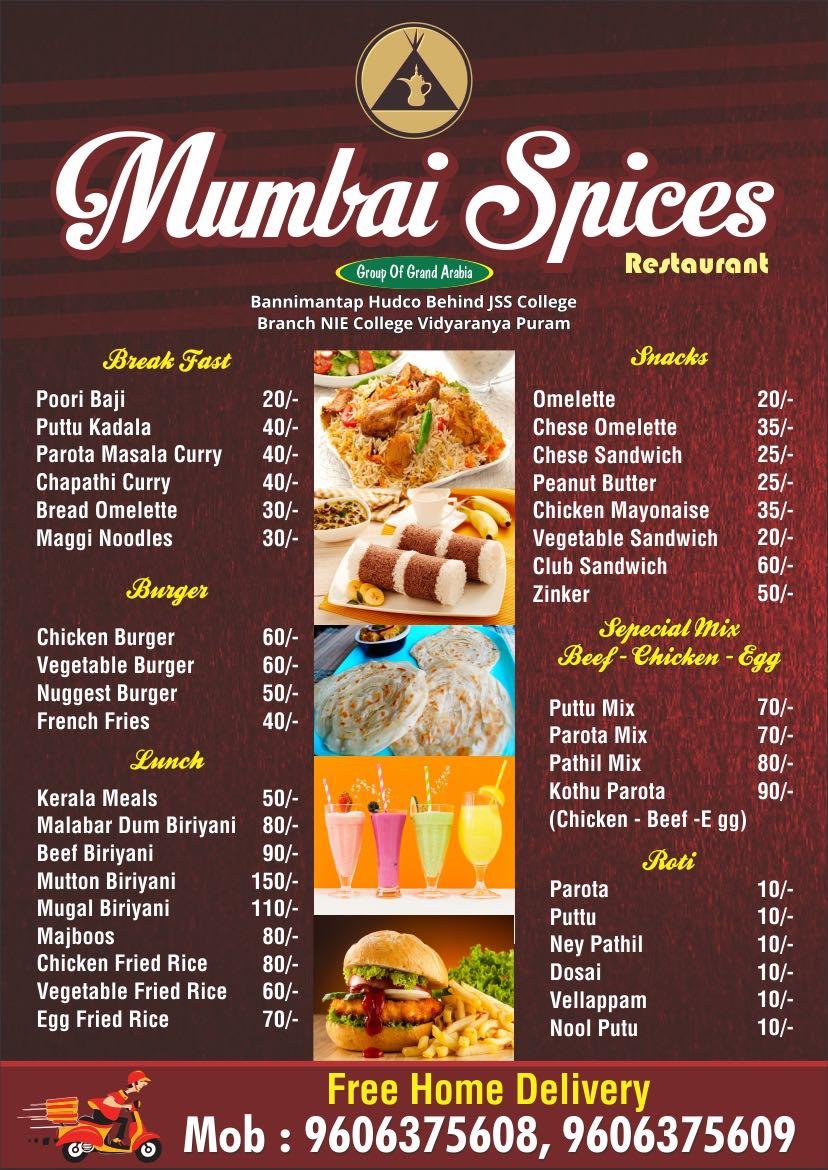 Mumbai Spices
Restaurant
Group Of Grand Arabia
Bannimantap Hudco Behind JSS College
Branch NIE College Vidyaranya Puram
Break Fast
Poori Baji 20/-
Puttu Kadala 40/-
Parota Masala Curry 40/-
Chapathi Curry 40/-
Bread Omelette 30/-
Maggi Noodles 30/-
Burger
Chicken Burger 60/-
Vegetable Burger 60/-
Nuggest Burger 50/-
French Fries 40/-
Lunch
Kerala Meals 50/-
Malabar Dum Biriyani 80/-
Beef Biriyani 90/-
Mutton Biriyani 150/-
Mugal Biriyani 110/-
Majboos 80/-
Chicken Fried Rice 80/-
Vegetable Fried Rice 60/-
Egg Fried Rice 70/-
Snacks
Omelette 20/-
Chese Omelette 35/-
Chese Sandwich 25/-
Peanut Butter 25/-
Chicken Mayonaise 35/-
Vegetable Sandwich 20/-
Club Sandwich 60/-
Zinker 50/-
Sepecial Mix
Beef - Chicken - Egg
Puttu Mix 70/-
Parota Mix 70/-
Pathil Mix 80/-
Kothu Parota 90/-
(Chicken - Beef -E gg)
Roti
Parota 10/-
Puttu 10/-
Ney Pathil 10/-
Dosai 10/-
Vellappam 10/-
Nool Putu 10/-
Free Home Delivery
Mob : 9606375608, 9606375609